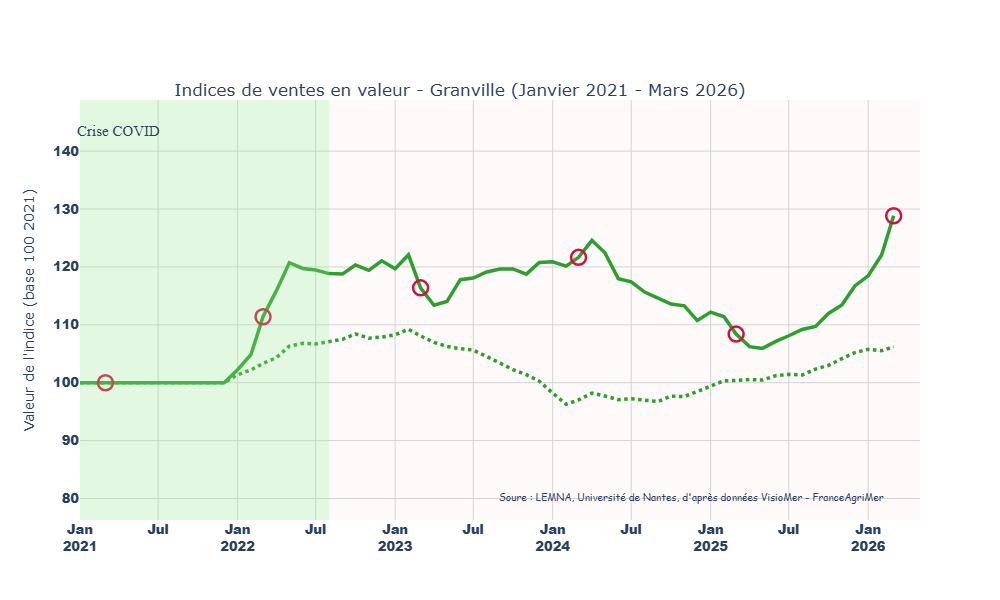 Indices de ventes en valeur - Granville (Janvier 2021 - Mars 2026)
Crise COVID
Valeur de l'indice (base 100 2021)
140
130
120
110
100
90
80
Soure : LEMNA, Université de Nantes, d'après données VisioMer - FranceAgriMer
Jan Jul Jan Jul Jan Jul Jan Jul Jan Jul Jan
2021 2022 2023 2024 2025 2026